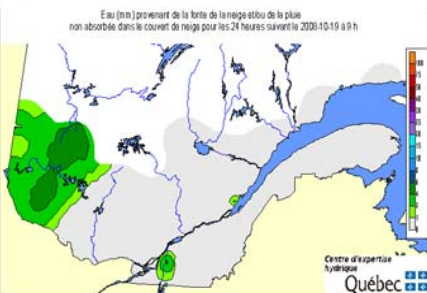 Eau (mm) provenant de la fonte de la neige et/ou de la pluie
non absorbée dans le couvert de neige pour les 24 heures suivant le 2008-10-19 à 9 h
Centre d'expertise
hydrique
Québec